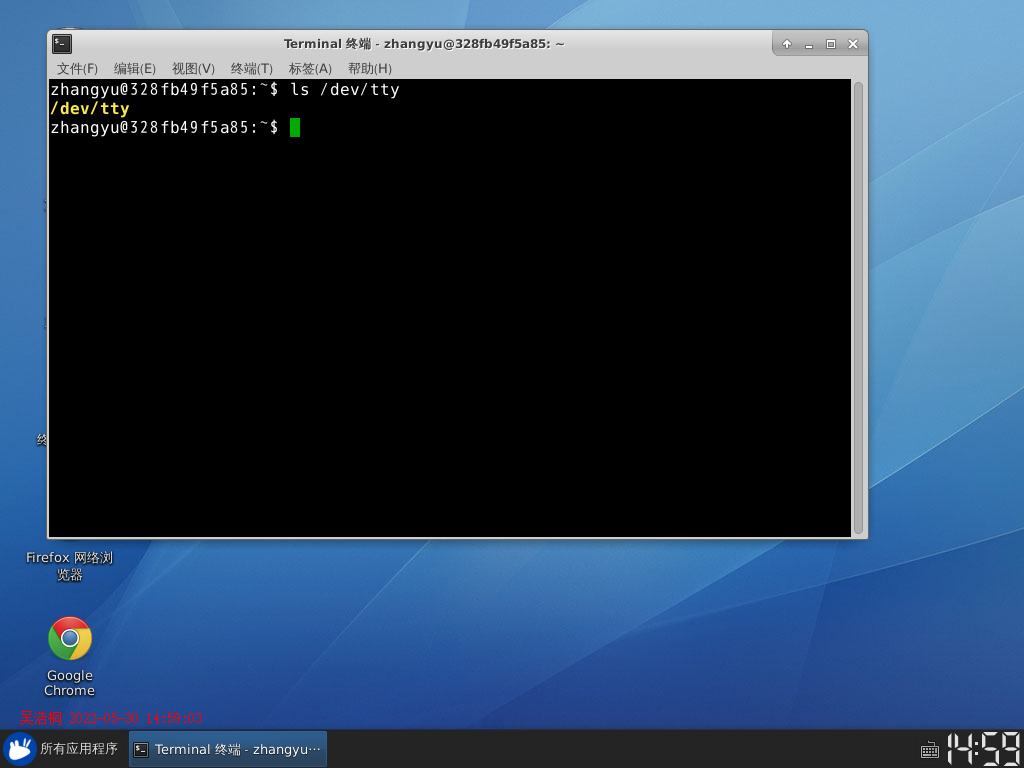 Terminal 终端 - zhangyu@328fb49f5a85: ~
文件(F) 编辑(E) 视图(V) 终端(T) 标签(A) 帮助(H)
zhangyu@328fb49f5a85:~$ ls /dev/tty
/dev/tty
zhangyu@328fb49f5a85:~$
终
Firefox 网络浏
览器
Google
Chrome
所有应用程序 Terminal 终端 - zhangyu… 14:59